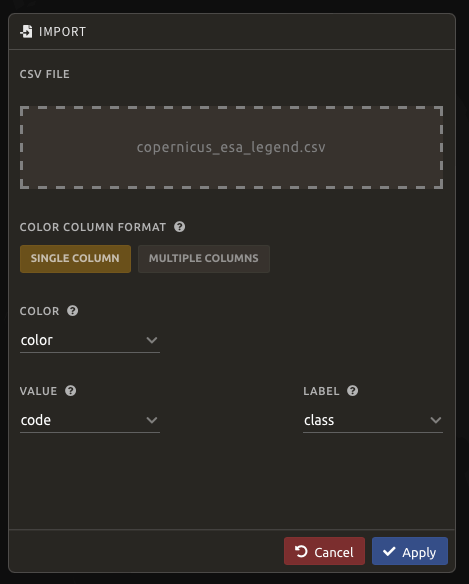 IMPORT
CSV FILE
copernicus_esa_legend.csv
COLOR COLUMN FORMAT ?
SINGLE COLUMN MULTIPLE COLUMNS
COLOR ?
color
VALUE ? LABEL ?
code class
Cancel Apply